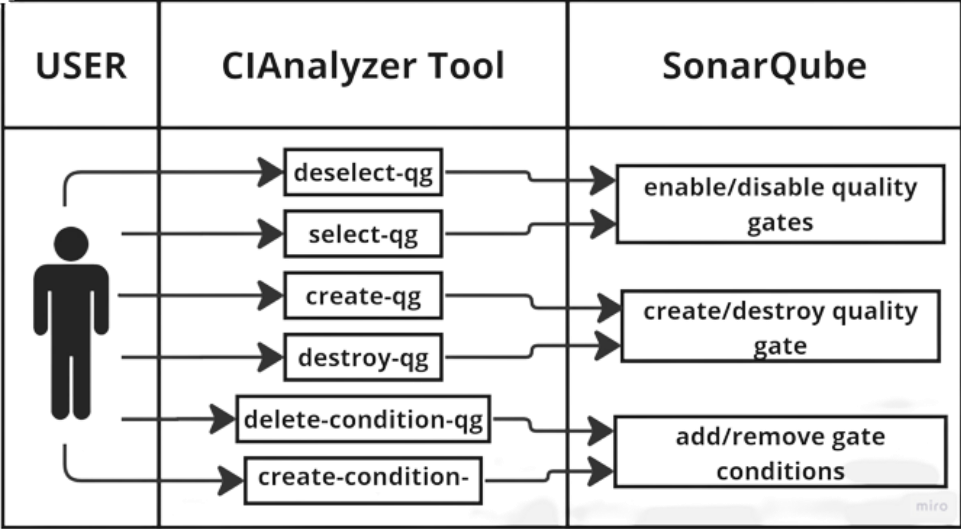 USER
CIAnalyzer Tool
SonarQube
deselect-qg
select-qg
create-qg
destroy-qg
delete-condition-qg
create-condition-
enable/disable quality
gates
create/destroy quality
gate
add/remove gate
conditions
miro